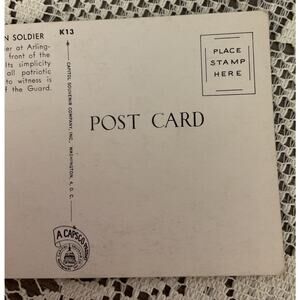 N SOLDIER
K13
er at Arling-
front of the
Its simplicity
all patriotic
to witness is
f the Guard.
CAPITOL SOUVENIR COMPANY, INC., WASHINGTON, D. C.
PLACE
STAMP
HERE
POST CARD
A CAPSCO